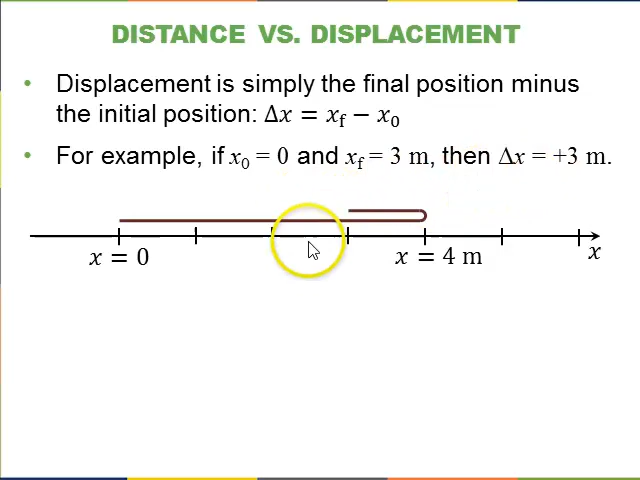 DISTANCE VS. DISPLACEMENT
• Displacement is simply the final position minus
the initial position: Δx = x_f − x_0
• For example, if x_0 = 0 and x_f = 3 m, then Δx = +3 m.
x = 0 x = 4 m x